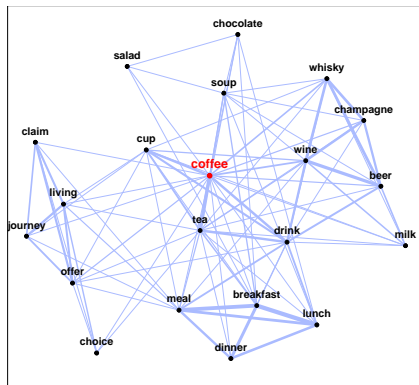 chocolate
salad
whisky
soup
champagne
claim
cup
wine
coffee
beer
living
tea
journey
drink
milk
offer
meal
breakfast
lunch
choice
dinner